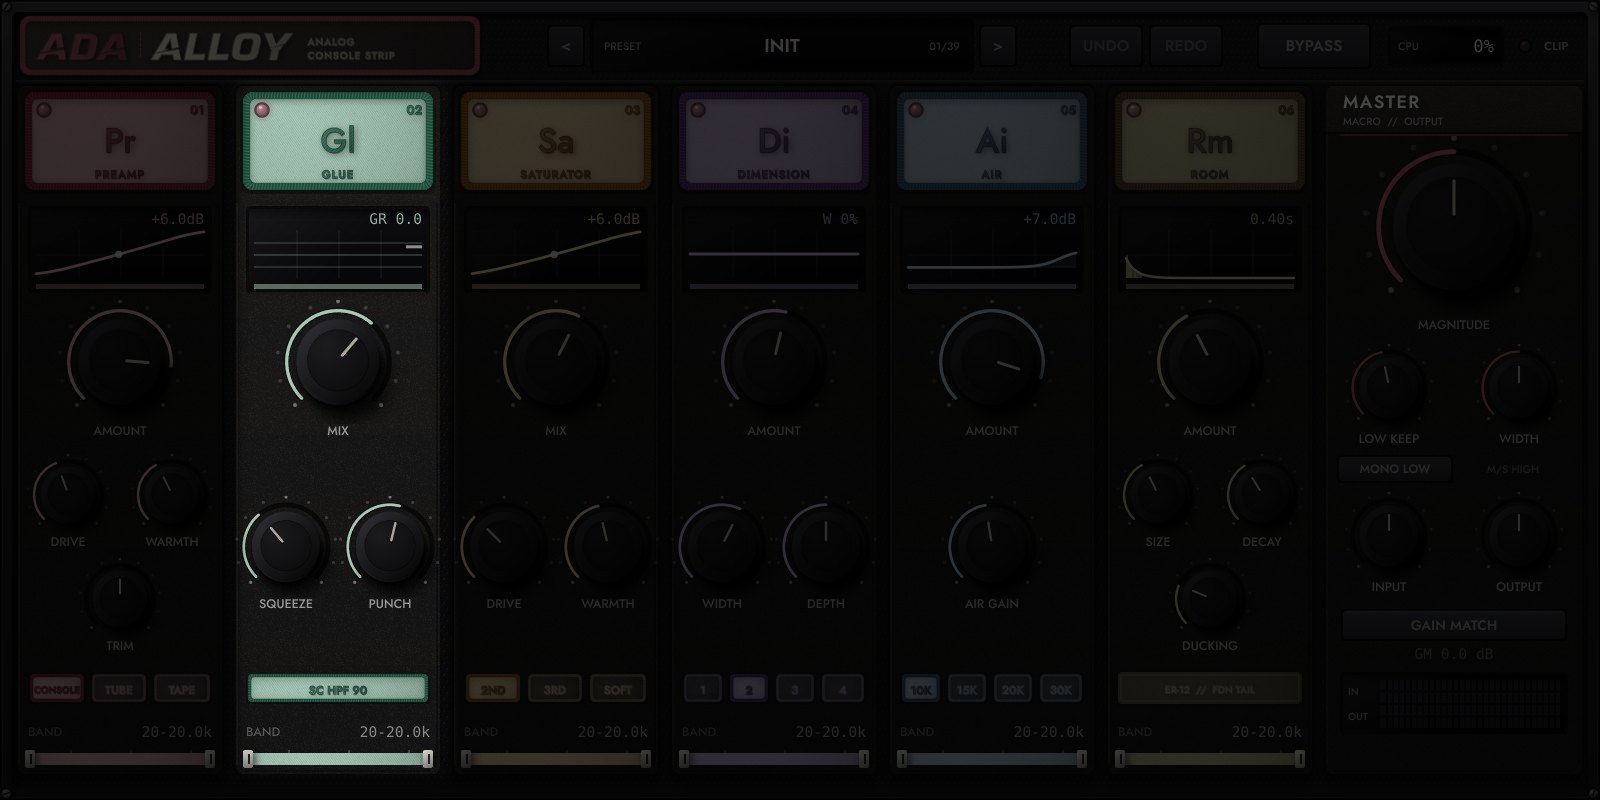 ADA ALLOY ANALOG CONSOLE STRIP
< PRESET INIT 01/39 >
UNDO REDO BYPASS CPU 0% CLIP
01 Pr PREAMP
+6.0dB
AMOUNT
DRIVE WARMTH
TRIM
CONSOLE TUBE TAPE
BAND 20-20.0k
02 Gl GLUE
GR 0.0
MIX
SQUEEZE PUNCH
SC HPF 90
BAND 20-20.0k
03 Sa SATURATOR
+6.0dB
MIX
DRIVE WARMTH
2ND 3RD SOFT
BAND 20-20.0k
04 Di DIMENSION
W 0%
AMOUNT
WIDTH DEPTH
1 2 3 4
BAND 20-20.0k
05 Ai AIR
+7.0dB
AMOUNT
AIR GAIN
10K 15K 20K 30K
BAND 20-20.0k
06 Rm ROOM
0.40s
AMOUNT
SIZE DECAY
DUCKING
ER-12 // FDN TAIL
BAND 20-20.0k
MASTER
MACRO // OUTPUT
MAGNITUDE
LOW KEEP WIDTH
MONO LOW M/S HIGH
INPUT OUTPUT
GAIN MATCH
GM 0.0 dB
IN
OUT